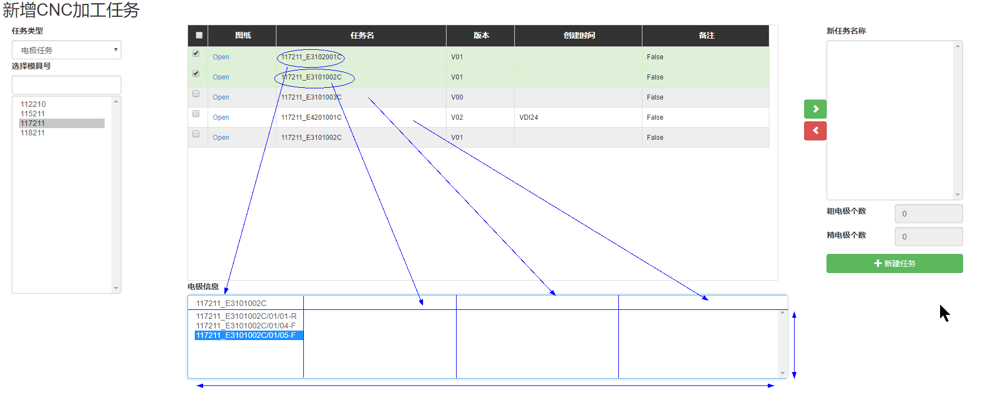 新增CNC加工任务
任务类型
电极任务
选择模具号
112210
115211
117211
118211
图纸 任务名 版本 创建时间 备注
Open 117211_E3102001C V01 False
Open 117211_E3101002C V01 False
Open 117211_E3101003C V00 False
Open 117211_E4201001C V02 VDI24 False
Open 117211_E3101002C V01 False
电极信息
117211_E3101002C
117211_E3101002C/01/01-R
117211_E3101002C/01/04-F
117211_E3101002C/01/05-F
新任务名称
粗电极个数 0
精电极个数 0
新建任务